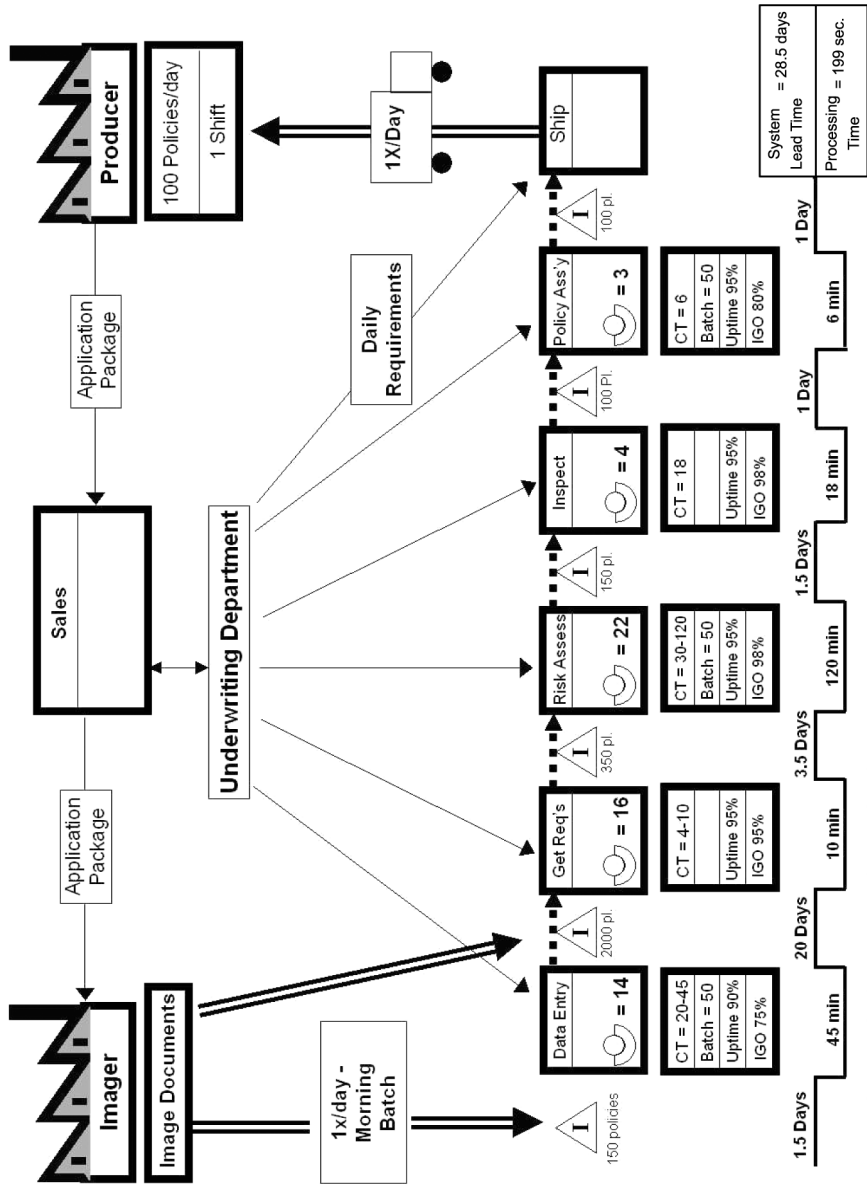 Imager
Image Documents
Application
Package
Sales
Application
Package
Producer
100 Policies/day
1 Shift
1x/day -
Morning
Batch
Underwriting Department
Daily
Requirements
1X/Day
I
150 policies
Data Entry
= 14
I
2000 pl.
Get Req's
= 16
I
350 pl.
Risk Assess
= 22
I
150 pl.
Inspect
= 4
I
100 Pl.
Policy Ass'y
= 3
I
100 pl.
Ship
CT = 20-45
Batch = 50
Uptime 90%
IGO 75%
CT = 4-10
Uptime 95%
IGO 95%
CT = 30-120
Batch = 50
Uptime 95%
IGO 98%
CT = 18
Uptime 95%
IGO 98%
CT = 6
Batch = 50
Uptime 95%
IGO 80%
1.5 Days
45 min
20 Days
10 min
3.5 Days
120 min
1.5 Days
18 min
1 Day
6 min
1 Day
System = 28.5 days
Lead Time
Processing = 199 sec.
Time